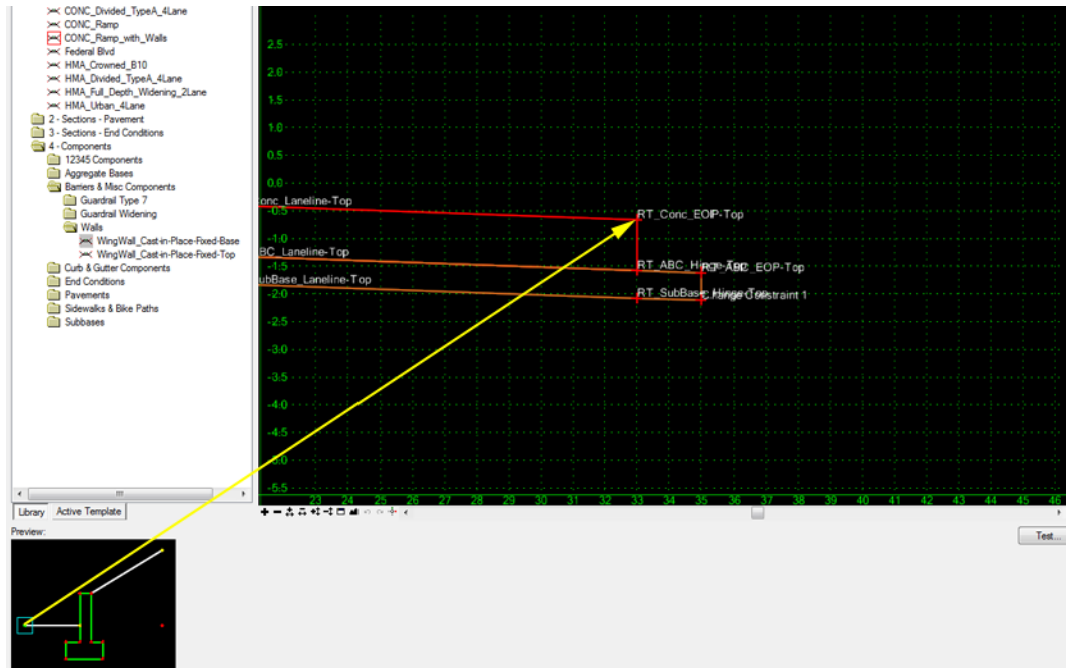 CONC_Divided_TypeA_4Lane
CONC_Ramp
CONC_Ramp_with_Walls
Federal Blvd
HMA_Crowned_B10
HMA_Divided_TypeA_4Lane
HMA_Full_Depth_Widening_2Lane
HMA_Urban_4Lane
2 - Sections - Pavement
3 - Sections - End Conditions
4 - Components
12345 Components
Aggregate Bases
Barriers & Misc Components
Guardrail Type 7
Guardrail Widening
Walls
WingWall_Cast-in-Place-Fixed-Base
WingWall_Cast-in-Place-Fixed-Top
Curb & Gutter Components
End Conditions
Pavements
Sidewalks & Bike Paths
Subbases
Library Active Template
Preview:
2.5
2.0
1.5
1.0
0.5
0.0
-0.5
-1.0
-1.5
-2.0
-2.5
-3.0
-3.5
-4.0
-4.5
-5.0
-5.5
Conc_Laneline-Top
RT_Conc_EOP-Top
BC_Laneline-Top
RT_ABC_Hinge-Top
RT_ABC_EOP-Top
ubBase_Laneline-Top
RT_SubBase_Hinge-Top
Constraint 1
23 24 25 26 27 28 29 30 31 32 33 34 35 36 37 38 39 40 41 42 43 44 45 46
Test...